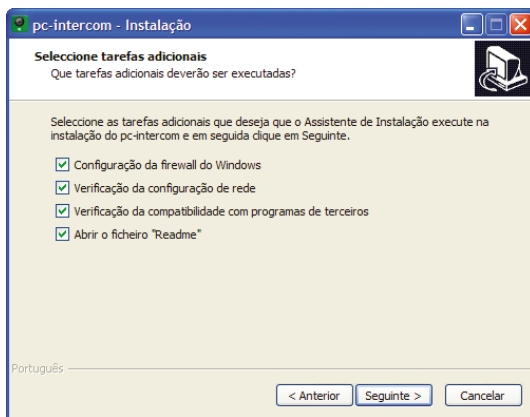 pc-intercom - Instalação
Seleccione tarefas adicionais
Que tarefas adicionais deverão ser executadas?
Seleccione as tarefas adicionais que deseja que o Assistente de Instalação execute na
instalação do pc-intercom e em seguida clique em Seguinte.
Configuração da firewall do Windows
Verificação da configuração de rede
Verificação da compatibilidade com programas de terceiros
Abrir o ficheiro "Readme"
Português
< Anterior
Seguinte >
Cancelar